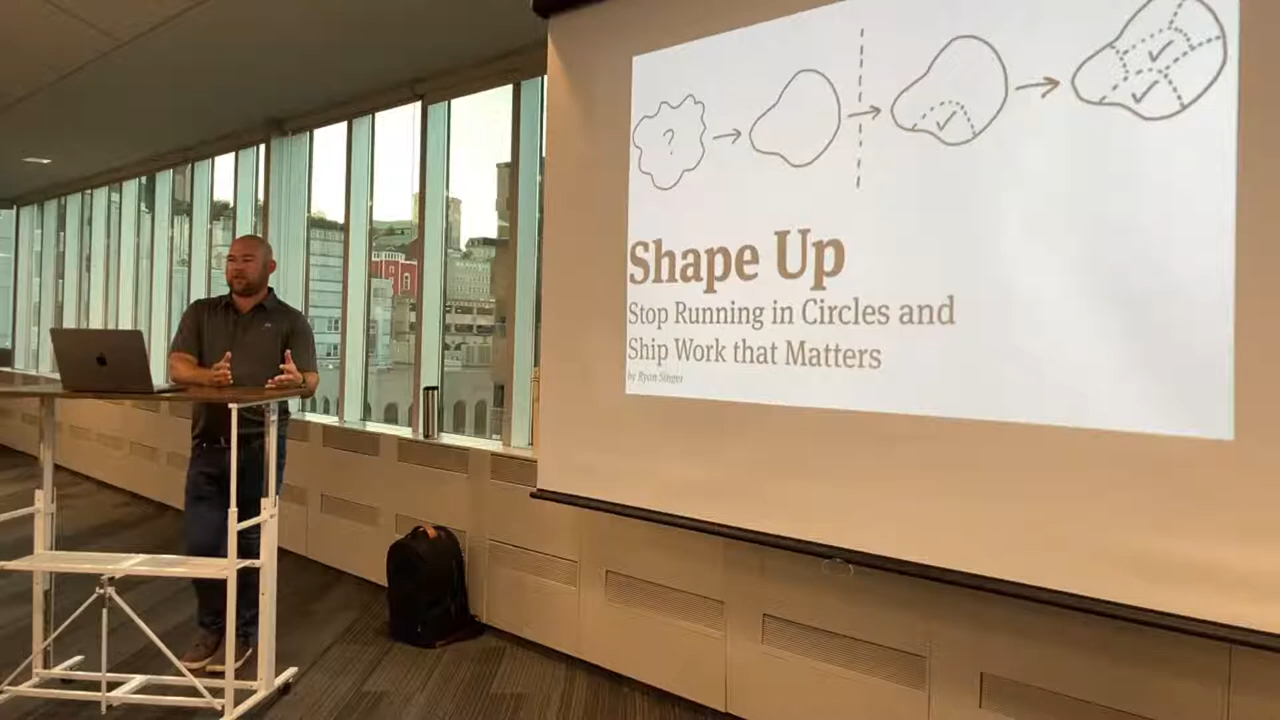 ?
Shape Up
Stop Running in Circles and
Ship Work that Matters
by Ryan Singer